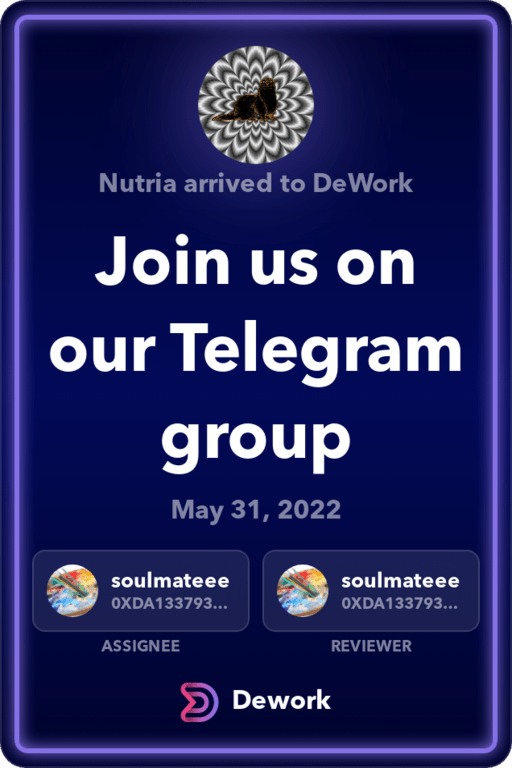 Nutria arrived to DeWork
Join us on
our Telegram
group
May 31, 2022
soulmateee
0XDA133793...
ASSIGNEE
soulmateee
0XDA133793...
REVIEWER
Dework